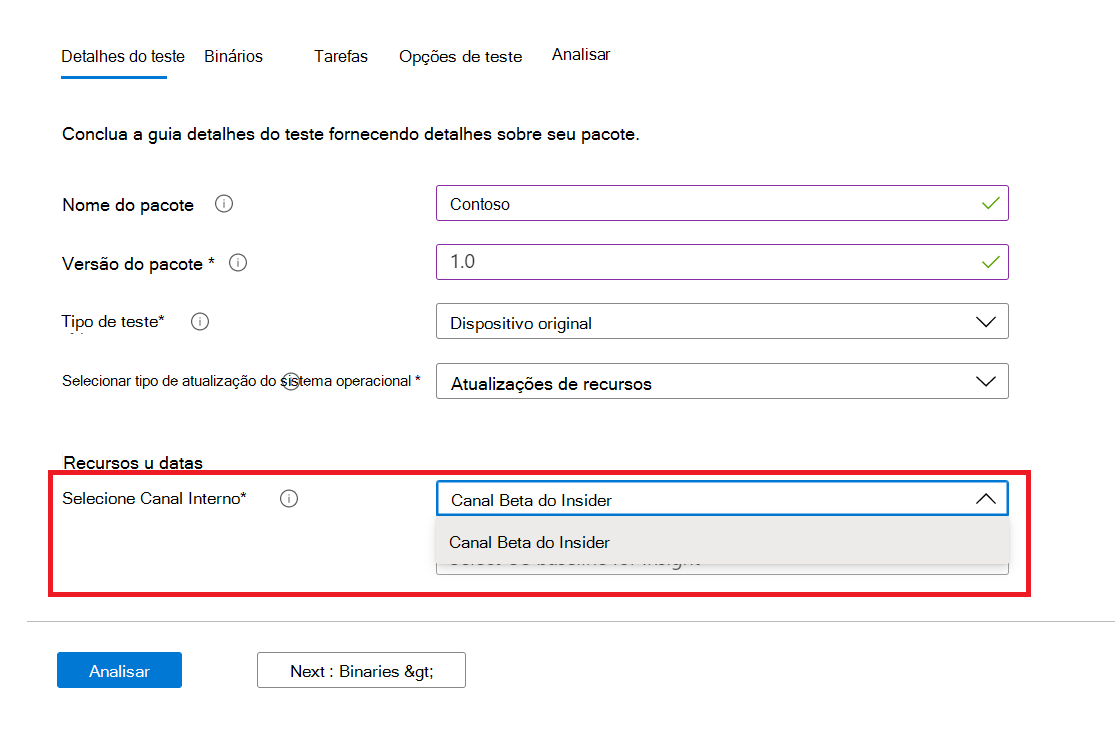 Detalhes do teste Binários Tarefas Opções de teste Analisar
Conclua a guia detalhes do teste fornecendo detalhes sobre seu pacote.
Nome do pacote Contoso
Versão do pacote * 1.0
Tipo de teste* Dispositivo original
Selecionar tipo de atualização do sistema operacional * Atualizações de recursos
Recursos u datas
Selecione Canal Interno* Canal Beta do Insider
Canal Beta do Insider
Analisar Next : Binaries &gt;